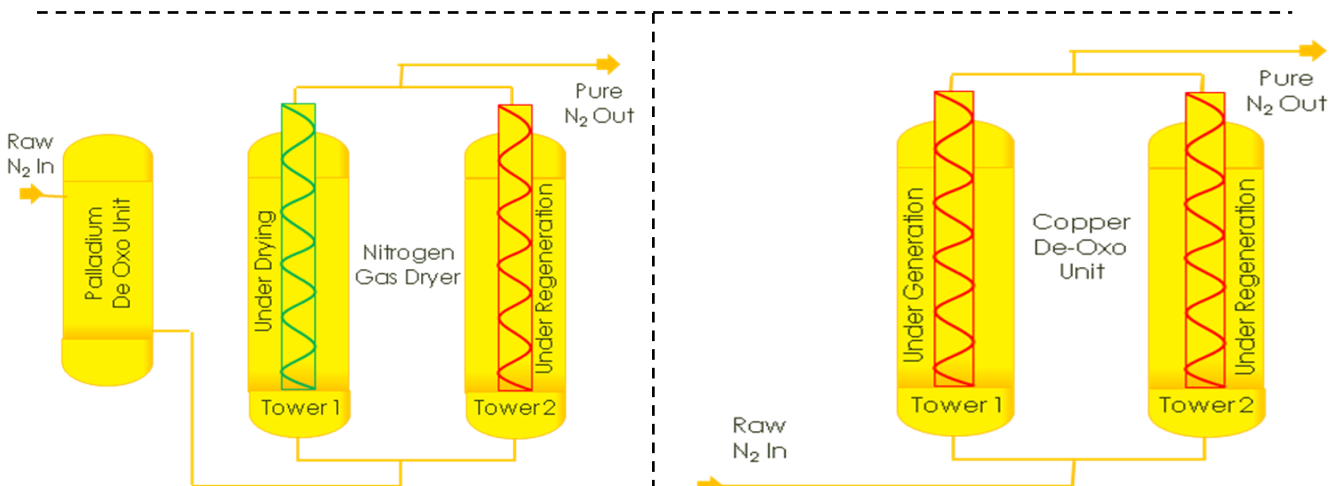 Raw
N₂ In
Palladium
De Oxo Unit
Under Drying
Tower 1
Nitrogen
Gas Dryer
Under Regeneration
Tower 2
Pure
N₂ Out
Raw
N₂ In
Under Generation
Tower 1
Copper
De-Oxo
Unit
Under Regeneration
Tower 2
Pure
N₂ Out